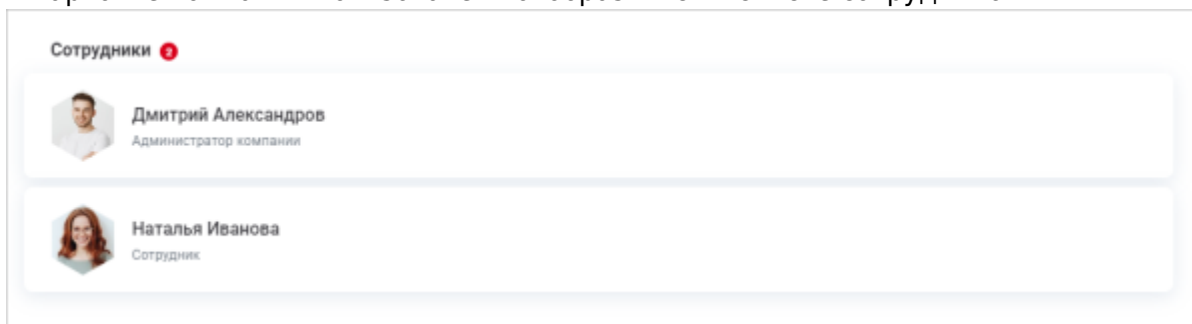 Сотрудники 2
Дмитрий Александров
Администратор компании
Наталья Иванова
Сотрудник